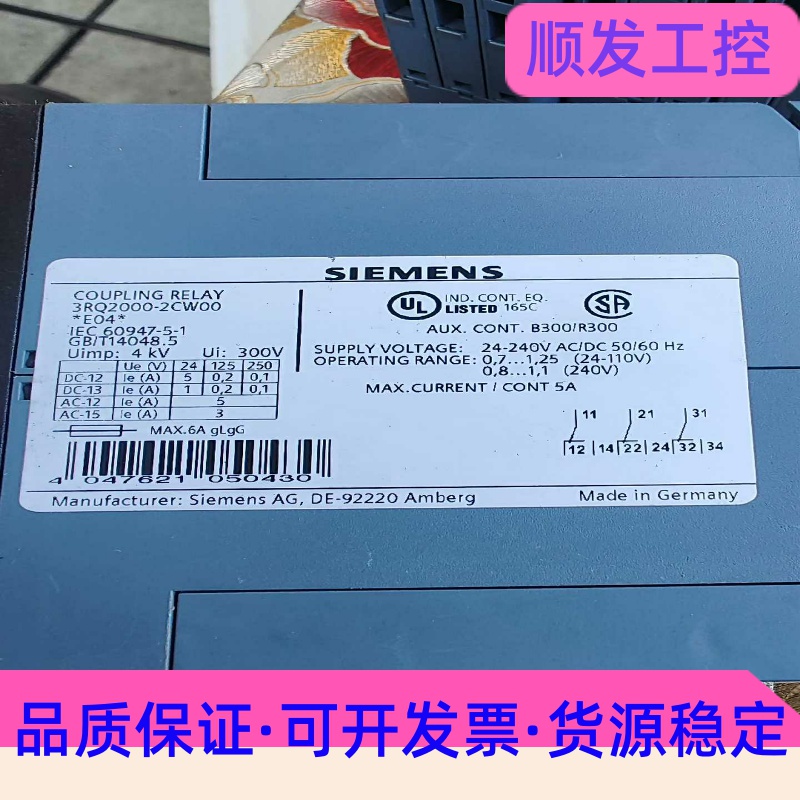 顺发工控
SIEMENS
COUPLING RELAY
3RQ2000-2CW00
*E04*
IEC 60947-5-1
GB/T14048.5
Uimp: 4 kV Ui: 300V
Ue (V) 24 125 250
DC-12 Ie (A) 5 0,2 0,1
DC-13 Ie (A) 1 0,2 0,1
AC-12 Ie (A) 5
AC-15 Ie (A) 3
MAX.6A gLgG
4 047621 050430
UL IND. CONT. EQ.
LISTED 165C
SA
AUX. CONT. B300/R300
SUPPLY VOLTAGE: 24-240V AC/DC 50/60 Hz
OPERATING RANGE: 0,7...1,25 (24-110V)
0,8...1,1 (240V)
MAX.CURRENT / CONT 5A
11 21 31
12 14 22 24 32 34
Manufacturer: Siemens AG, DE-92220 Amberg Made in Germany
品质保证·可开发票·货源稳定